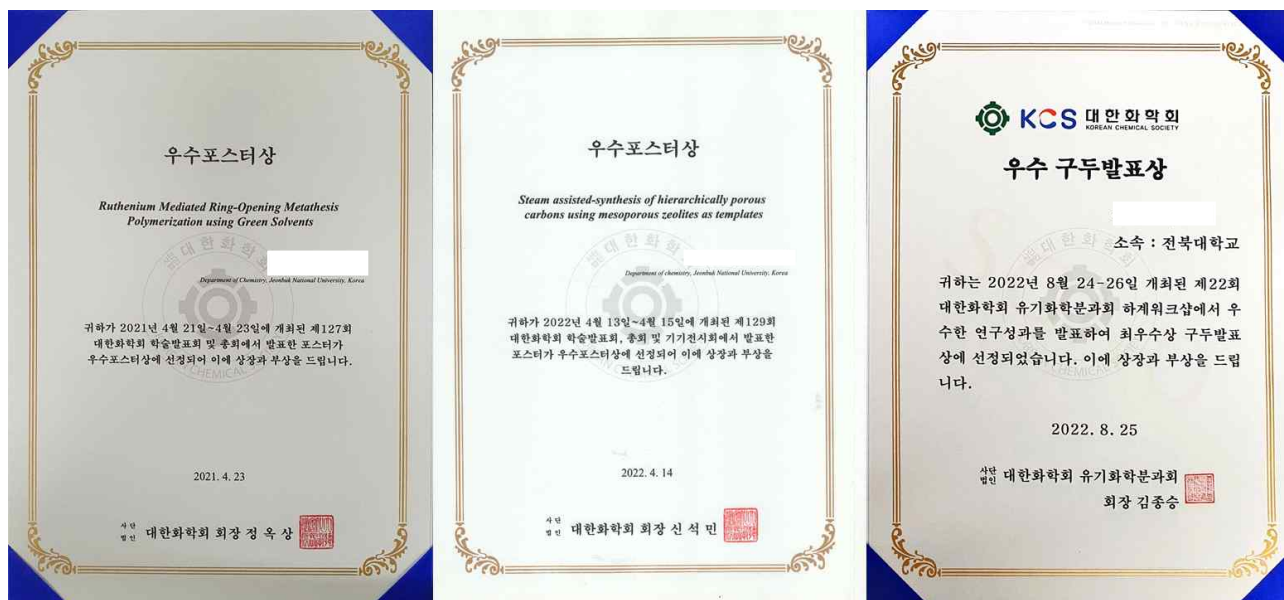 우수포스터상
Ruthenium Mediated Ring-Opening Metathesis
Polymerization using Green Solvents
Department of Chemistry, Jeonbuk National University, Korea
귀하가 2021년 4월 21일~4월 23일에 개최된 제127회
대한화학회 학술발표회 및 총회에서 발표한 포스터가
우수포스터상에 선정되어 이에 상장과 부상을 드립니다.
2021. 4. 23
사단
법인 대한화학회 회장 정 옥 상
우수포스터상
Steam assisted-synthesis of hierarchically porous
carbons using mesoporous zeolites as templates
Department of chemistry, Jeonbuk National University, Korea
귀하가 2022년 4월 13일~4월 15일에 개최된 제129회
대한화학회 학술발표회, 총회 및 기기전시회에서 발표한
포스터가 우수포스터상에 선정되어 이에 상장과 부상을
드립니다.
2022. 4. 14
사단
법인 대한화학회 회장 신 석 민
KCS 대한화학회
KOREAN CHEMICAL SOCIETY
우수 구두발표상
소속 : 전북대학교
귀하는 2022년 8월 24-26일 개최된 제22회
대한화학회 유기화학분과회 하계워크샵에서 우
수한 연구성과를 발표하여 최우수상 구두발표
상에 선정되었습니다. 이에 상장과 부상을 드립
니다.
2022. 8. 25
사단
법인 대한화학회 유기화학분과회
회장 김종승